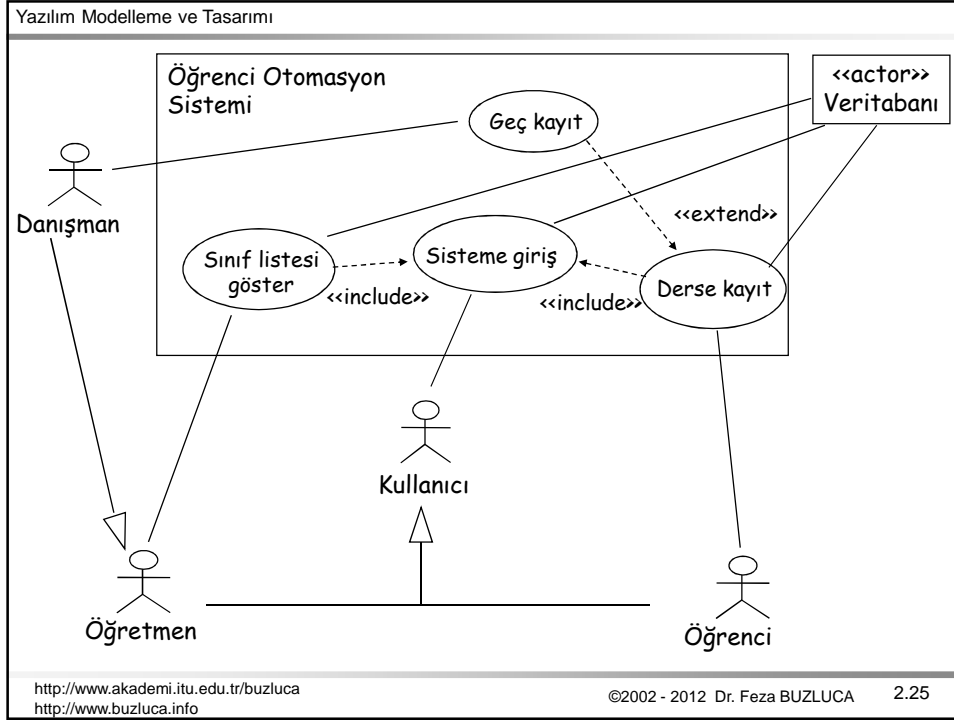 Yazılım Modelleme ve Tasarımı
Öğrenci Otomasyon
Sistemi
<<actor>>
Veritabanı
Geç kayıt
Danışman
<<extend>>
Sınıf listesi
göster
Sisteme giriş
Derse kayıt
<<include>>
<<include>>
Kullanıcı
Öğretmen
Öğrenci
http://www.akademi.itu.edu.tr/buzluca
http://www.buzluca.info
©2002 - 2012 Dr. Feza BUZLUCA
2.25